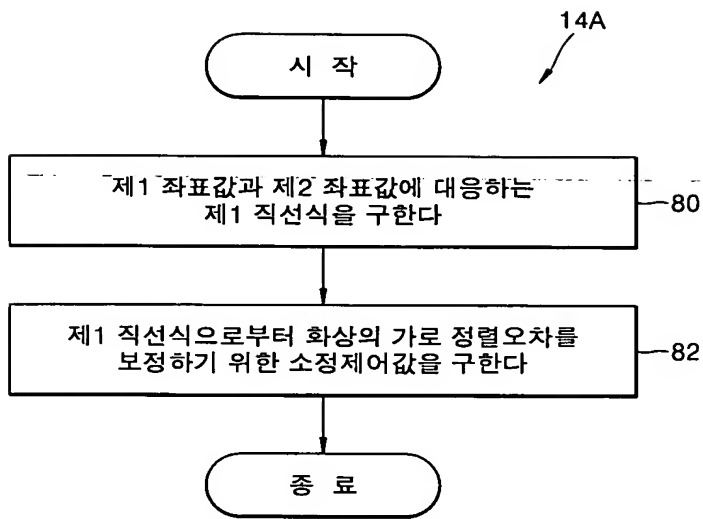 14A
시 작
제1 좌표값과 제2 좌표값에 대응하는
제1 직선식을 구한다
80
제1 직선식으로부터 화상의 가로 정렬오차를
보정하기 위한 소정제어값을 구한다
82
종 료